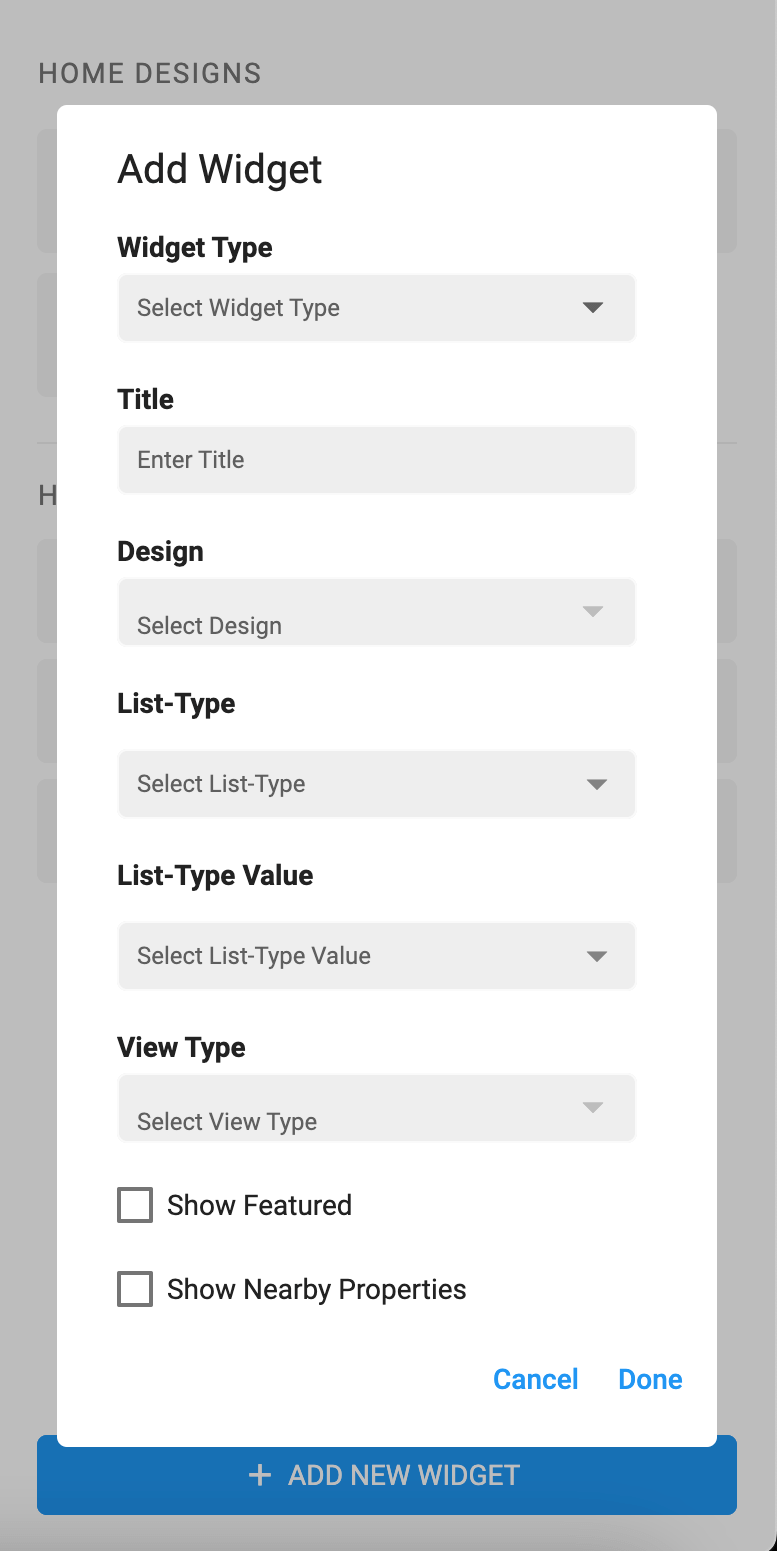 HOME DESIGNS
Add Widget
Widget Type
Select Widget Type
Title
Enter Title
Design
Select Design
List-Type
Select List-Type
List-Type Value
Select List-Type Value
View Type
Select View Type
Show Featured
Show Nearby Properties
Cancel Done
+ ADD NEW WIDGET